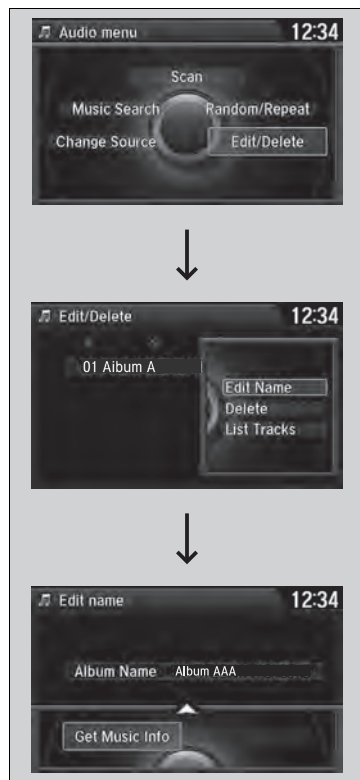 Audio menu 12:34
Scan
Music Search Random/Repeat
Change Source Edit/Delete
Edit/Delete 12:34
01 Aibum A
Edit Name
Delete
List Tracks
Edit name 12:34
Album Name Album AAA
Get Music Info